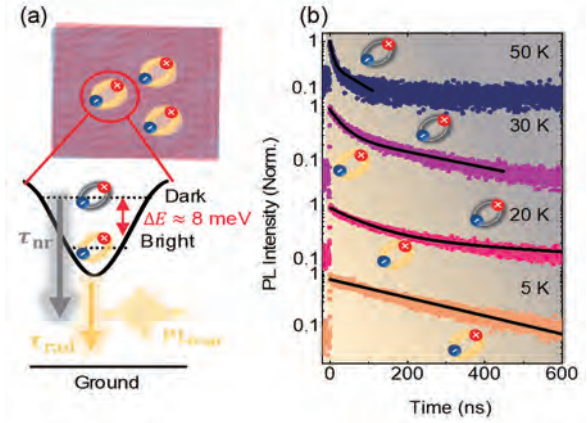 (a)
Dark
ΔE ≈ 8 meV
Bright
τnr
τrad
Ground
(b)
PL Intensity (Norm.)
1
0.1
1
0.1
1
0.1
1
0.1
50 K
30 K
20 K
5 K
0
200
400
600
Time (ns)